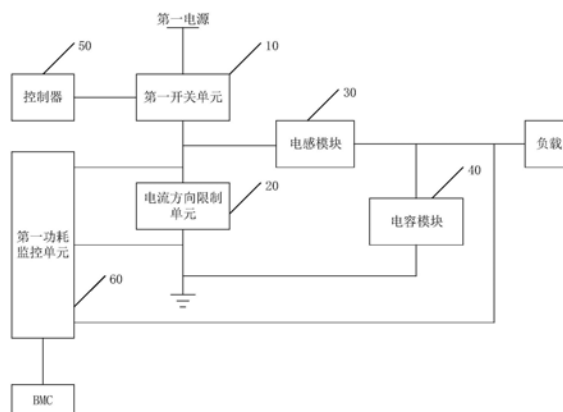 第一电源
50
10
控制器
第一开关单元
30
电感模块
负载
40
电流方向限制
单元
20
电容模块
第一功耗
监控单元
60
BMC